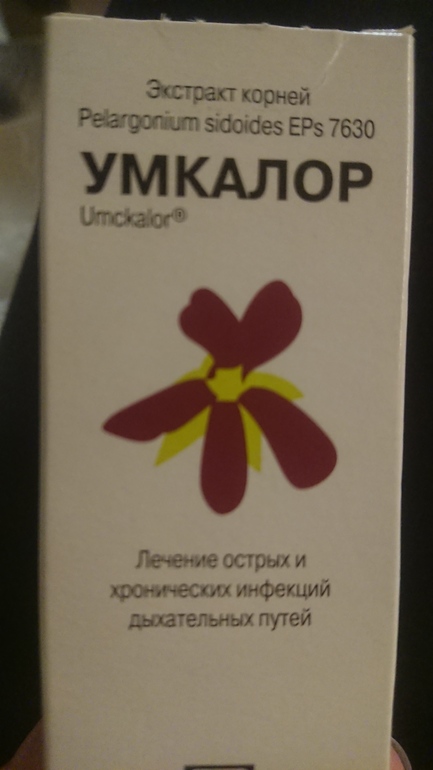 Экстракт корней
Pelargonium sidoides EPs 7630
УМКАЛОР
Umckalor®
Лечение острых и
хронических инфекций
дыхательных путей